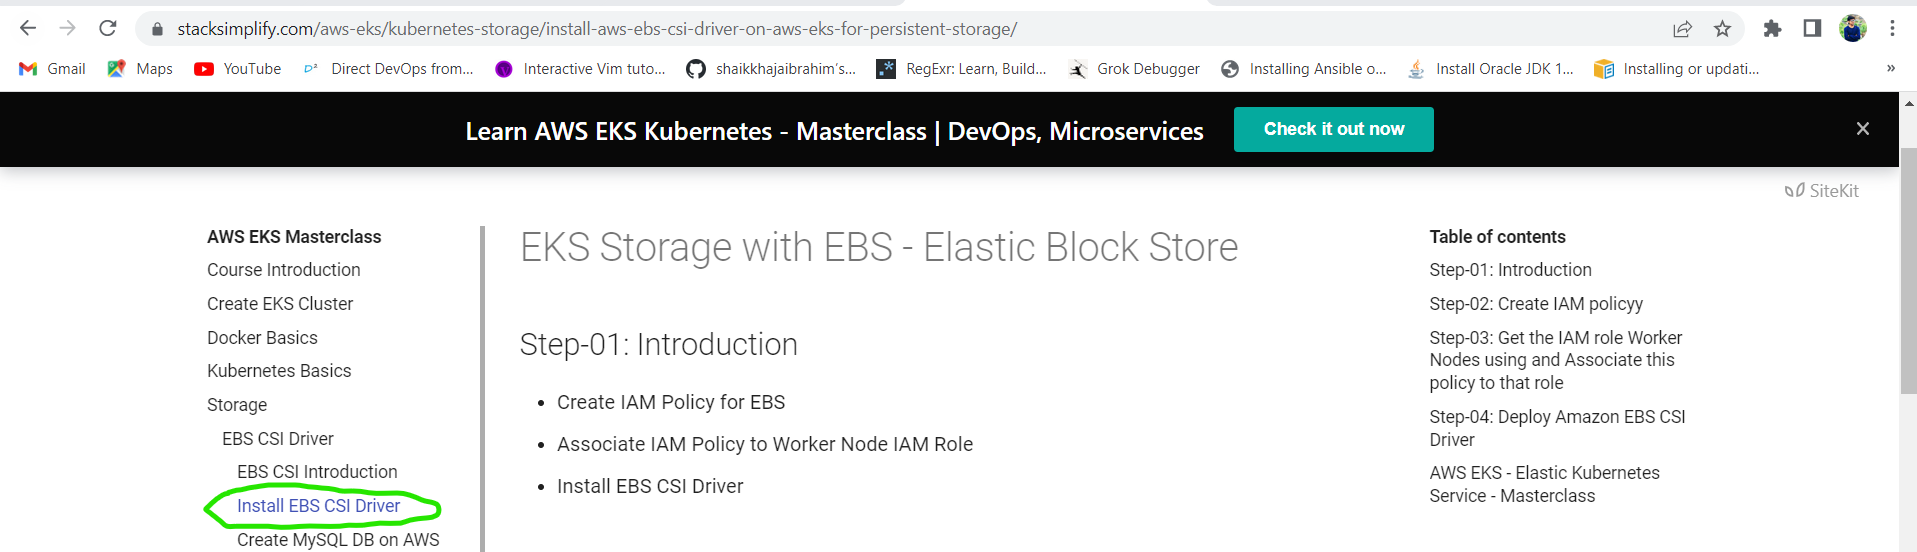 stacksimplify.com/aws-eks/kubernetes-storage/install-aws-ebs-csi-driver-on-aws-eks-for-persistent-storage/
Gmail
Maps
YouTube
D² Direct DevOps from...
Interactive Vim tuto...
shaikkhajaibrahim's...
.* RegExr: Learn, Build...
Grok Debugger
Installing Ansible o...
Install Oracle JDK 1...
Installing or updati...
»
Learn AWS EKS Kubernetes - Masterclass | DevOps, Microservices
Check it out now
SiteKit
AWS EKS Masterclass
Course Introduction
Create EKS Cluster
Docker Basics
Kubernetes Basics
Storage
EBS CSI Driver
EBS CSI Introduction
Install EBS CSI Driver
Create MySQL DB on AWS
EKS Storage with EBS - Elastic Block Store
Step-01: Introduction
• Create IAM Policy for EBS
• Associate IAM Policy to Worker Node IAM Role
• Install EBS CSI Driver
Table of contents
Step-01: Introduction
Step-02: Create IAM policyy
Step-03: Get the IAM role Worker
Nodes using and Associate this
policy to that role
Step-04: Deploy Amazon EBS CSI
Driver
AWS EKS - Elastic Kubernetes
Service - Masterclass